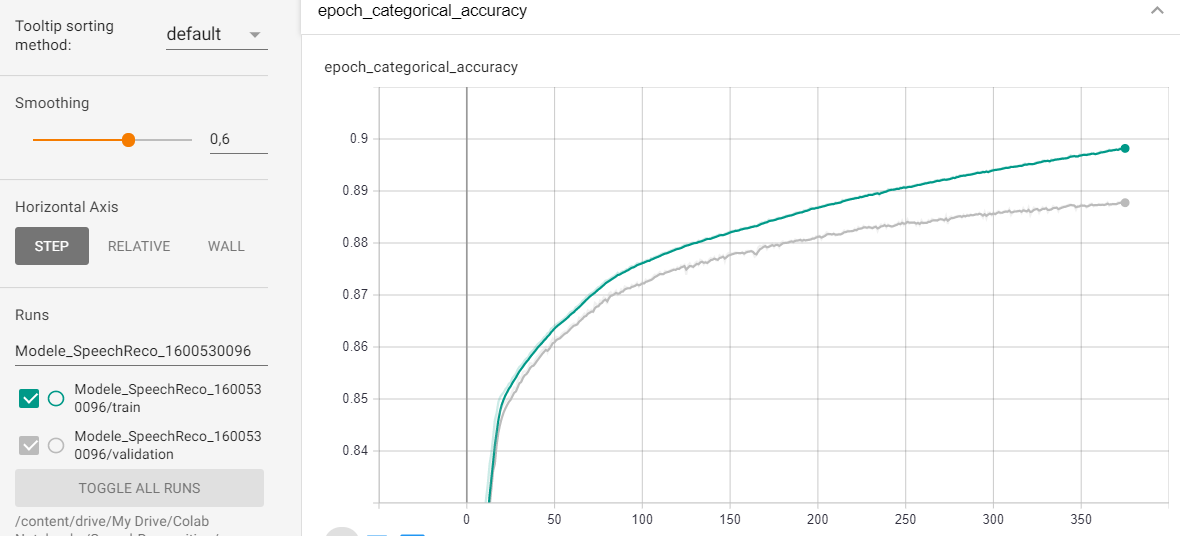 epoch_categorical_accuracy
Tooltip sorting
method:
default
Smoothing
0,6
Horizontal Axis
STEP RELATIVE WALL
Runs
Modele_SpeechReco_1600530096
Modele_SpeechReco_160053
0096/train
Modele_SpeechReco_160053
0096/validation
TOGGLE ALL RUNS
/content/drive/My Drive/Colab
epoch_categorical_accuracy
0.9
0.89
0.88
0.87
0.86
0.85
0.84
0 50 100 150 200 250 300 350